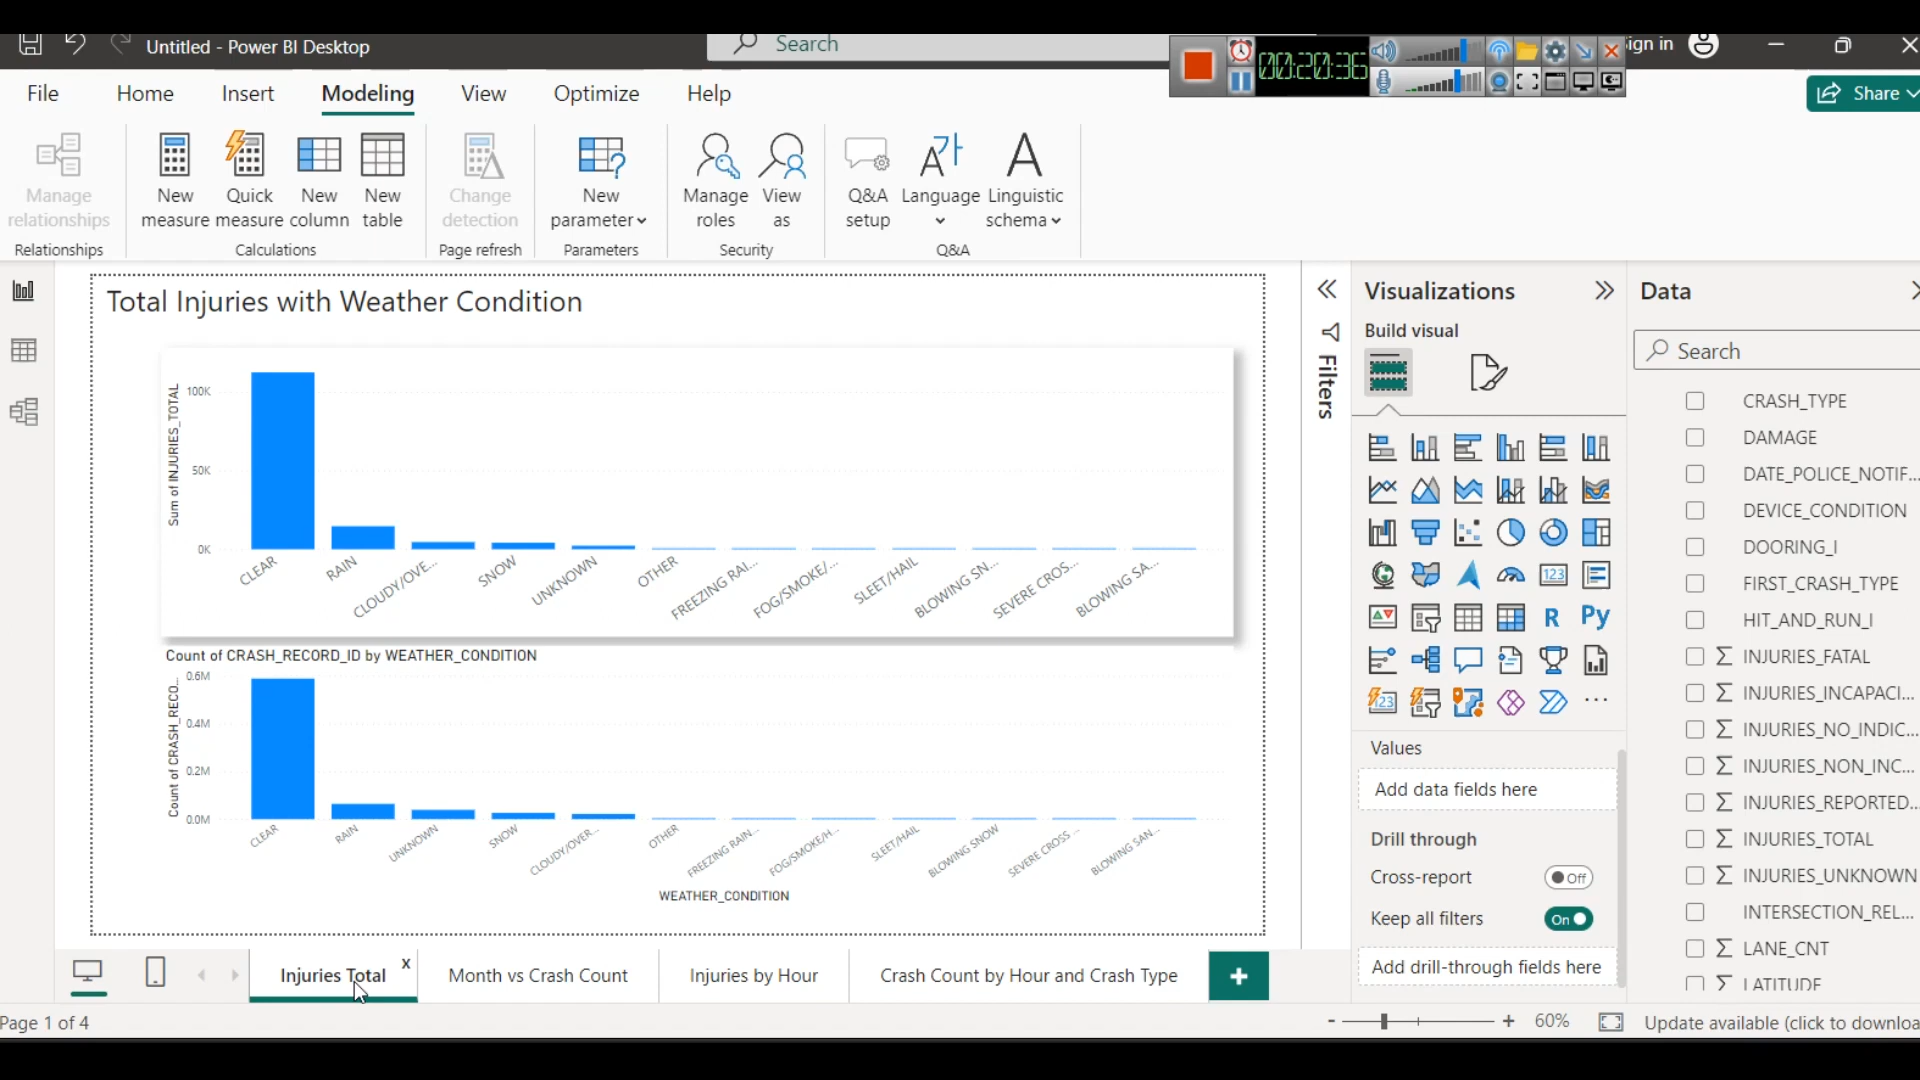 Untitled - Power BI Desktop
Search
00:20:36
ign in
File
Home
Insert
Modeling
View
Optimize
Help
Share
Manage relationships
New measure
Quick measure
New column
New table
Change detection
New parameter
Manage roles
View as
Q&A setup
Language
Linguistic schema
Relationships
Calculations
Page refresh
Parameters
Security
Q&A
Total Injuries with Weather Condition
Sum of INJURIES_TOTAL
100K
50K
0K
CLEAR
RAIN
CLOUDY/OVE...
SNOW
UNKNOWN
OTHER
FREEZING RAI...
FOG/SMOKE/...
SLEET/HAIL
BLOWING SN...
SEVERE CROS...
BLOWING SA...
Count of CRASH_RECORD_ID by WEATHER_CONDITION
Count of CRASH_RECO...
0.6M
0.4M
0.2M
0.0M
CLEAR
RAIN
UNKNOWN
SNOW
CLOUDY/OVER...
OTHER
FREEZING RAIN...
FOG/SMOKE/H...
SLEET/HAIL
BLOWING SNOW
SEVERE CROSS ...
BLOWING SAN...
WEATHER_CONDITION
Filters
Visualizations
Build visual
123
R
Py
123
Values
Add data fields here
Drill through
Cross-report
Off
Keep all filters
On
Add drill-through fields here
Data
Search
CRASH_TYPE
DAMAGE
DATE_POLICE_NOTIF...
DEVICE_CONDITION
DOORING_I
FIRST_CRASH_TYPE
HIT_AND_RUN_I
INJURIES_FATAL
INJURIES_INCAPACI...
INJURIES_NO_INDIC...
INJURIES_NON_INC...
INJURIES_REPORTED...
INJURIES_TOTAL
INJURIES_UNKNOWN
INTERSECTION_REL...
LANE_CNT
LATITUDE
Injuries Total
x
Month vs Crash Count
Injuries by Hour
Crash Count by Hour and Crash Type
+
Page 1 of 4
- + 60%
Update available (click to downloa